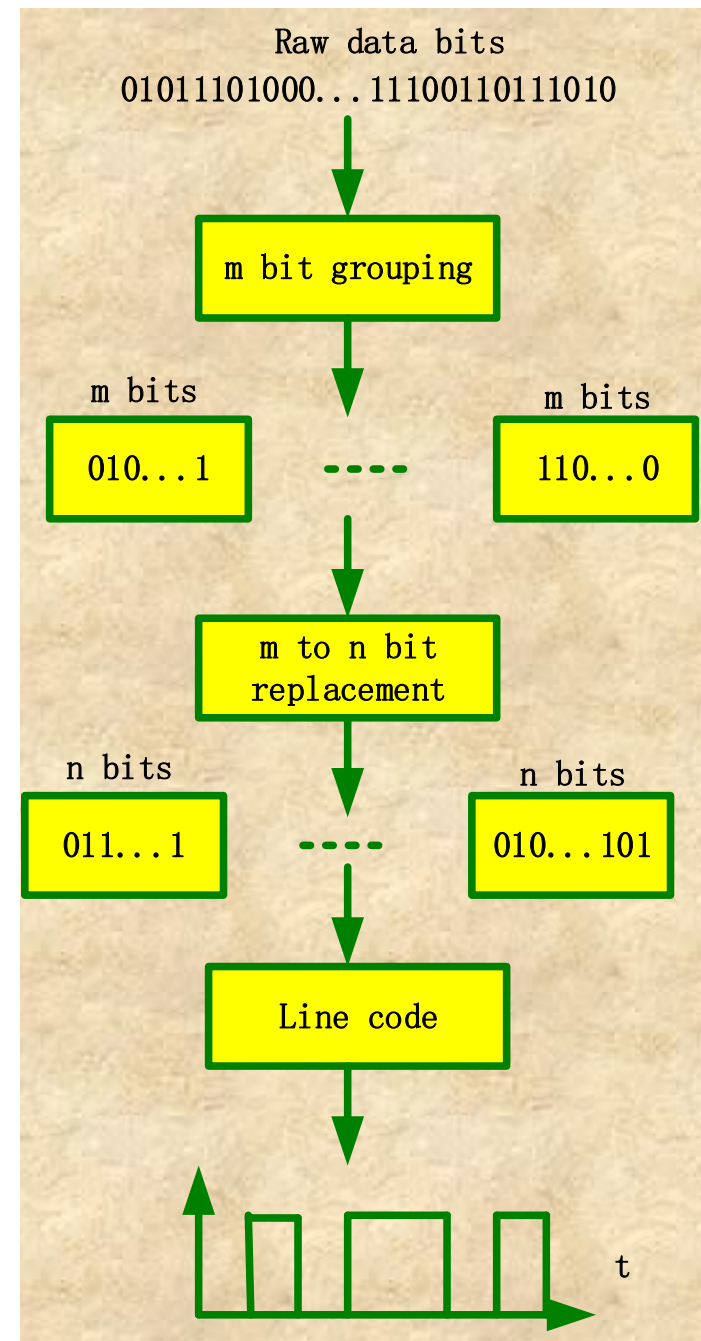 Raw data bits
01011101000...11100110111010
m bit grouping
m bits
m bits
010...1
110...0
m to n bit
replacement
n bits
n bits
011...1
010...101
Line code
t